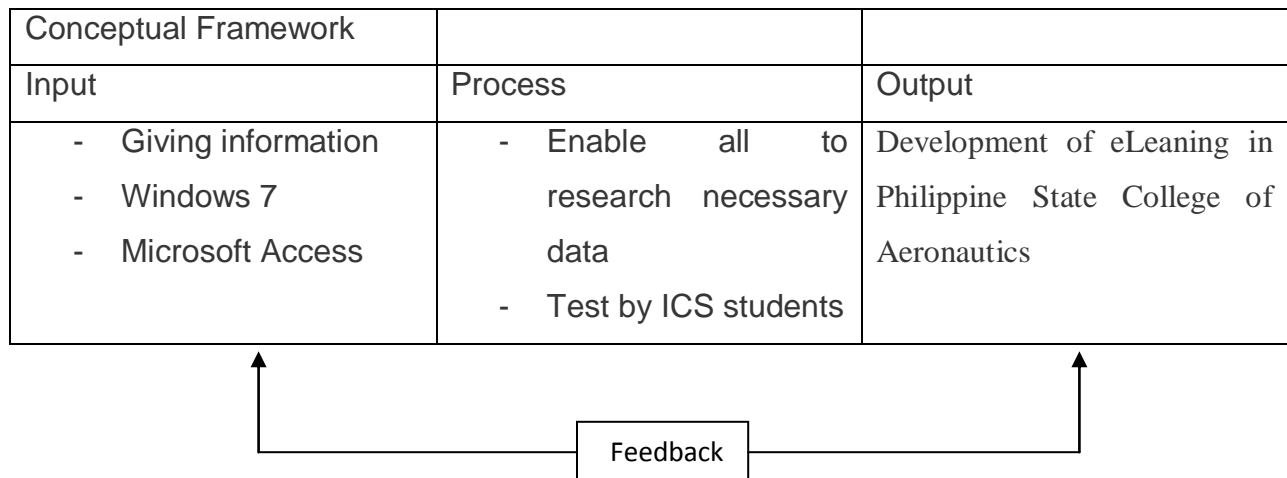 Conceptual Framework
Input
Process
Output
- Giving information
- Windows 7
- Microsoft Access
- Enable all to
research necessary
data
- Test by ICS students
Development of eLeaning in
Philippine State College of
Aeronautics
Feedback